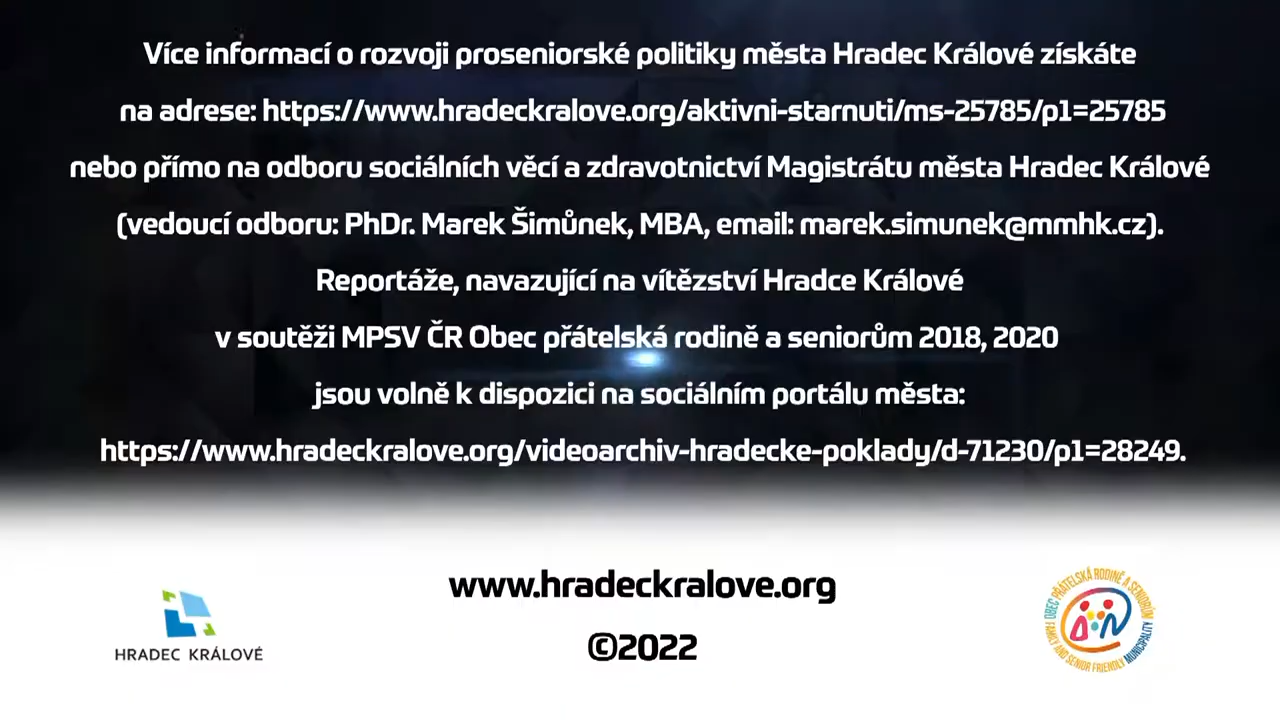 Více informací o rozvoji proseniorské politiky města Hradec Králové získáte
na adrese: https://www.hradeckralove.org/aktivni-starnuti/ms-25785/p1=25785
nebo přímo na odboru sociálních věcí a zdravotnictví Magistrátu města Hradec Králové
(vedoucí odboru: PhDr. Marek Šimůnek, MBA, email: marek.simunek@mmhk.cz).
Reportáže, navazující na vítězství Hradce Králové
v soutěži MPSV ČR Obec přátelská rodině a seniorům 2018, 2020
jsou volně k dispozici na sociálním portálu města:
https://www.hradeckralove.org/videoarchiv-hradecke-poklady/d-71230/p1=28249.
www.hradeckralove.org
©2022
HRADEC KRÁLOVÉ
OBEC PŘÁTELSKÁ RODINĚ A SENIORŮM
FAMILY AND SENIOR FRIENDLY MUNICIPALITY